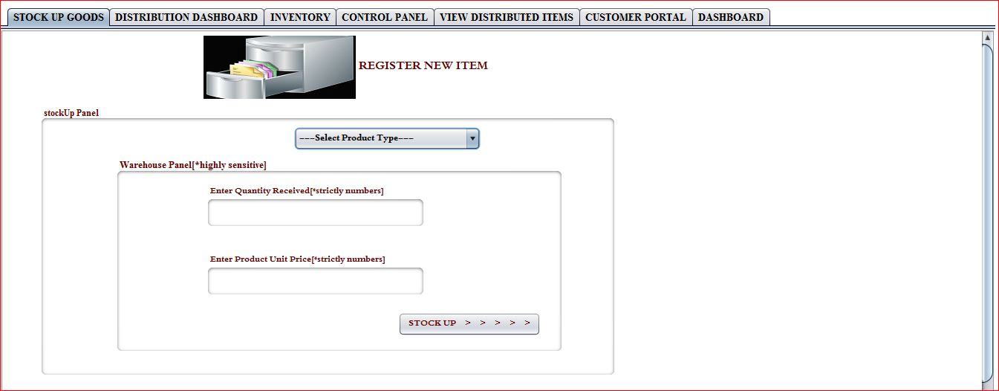 STOCK UP GOODS DISTRIBUTION DASHBOARD INVENTORY CONTROL PANEL VIEW DISTRIBUTED ITEMS CUSTOMER PORTAL DASHBOARD
REGISTER NEW ITEM
stockUp Panel
---Select Product Type---
Warehouse Panel[*highly sensitive]
Enter Quantity Received[*strictly numbers]
Enter Product Unit Price[*strictly numbers]
STOCK UP > > > > >